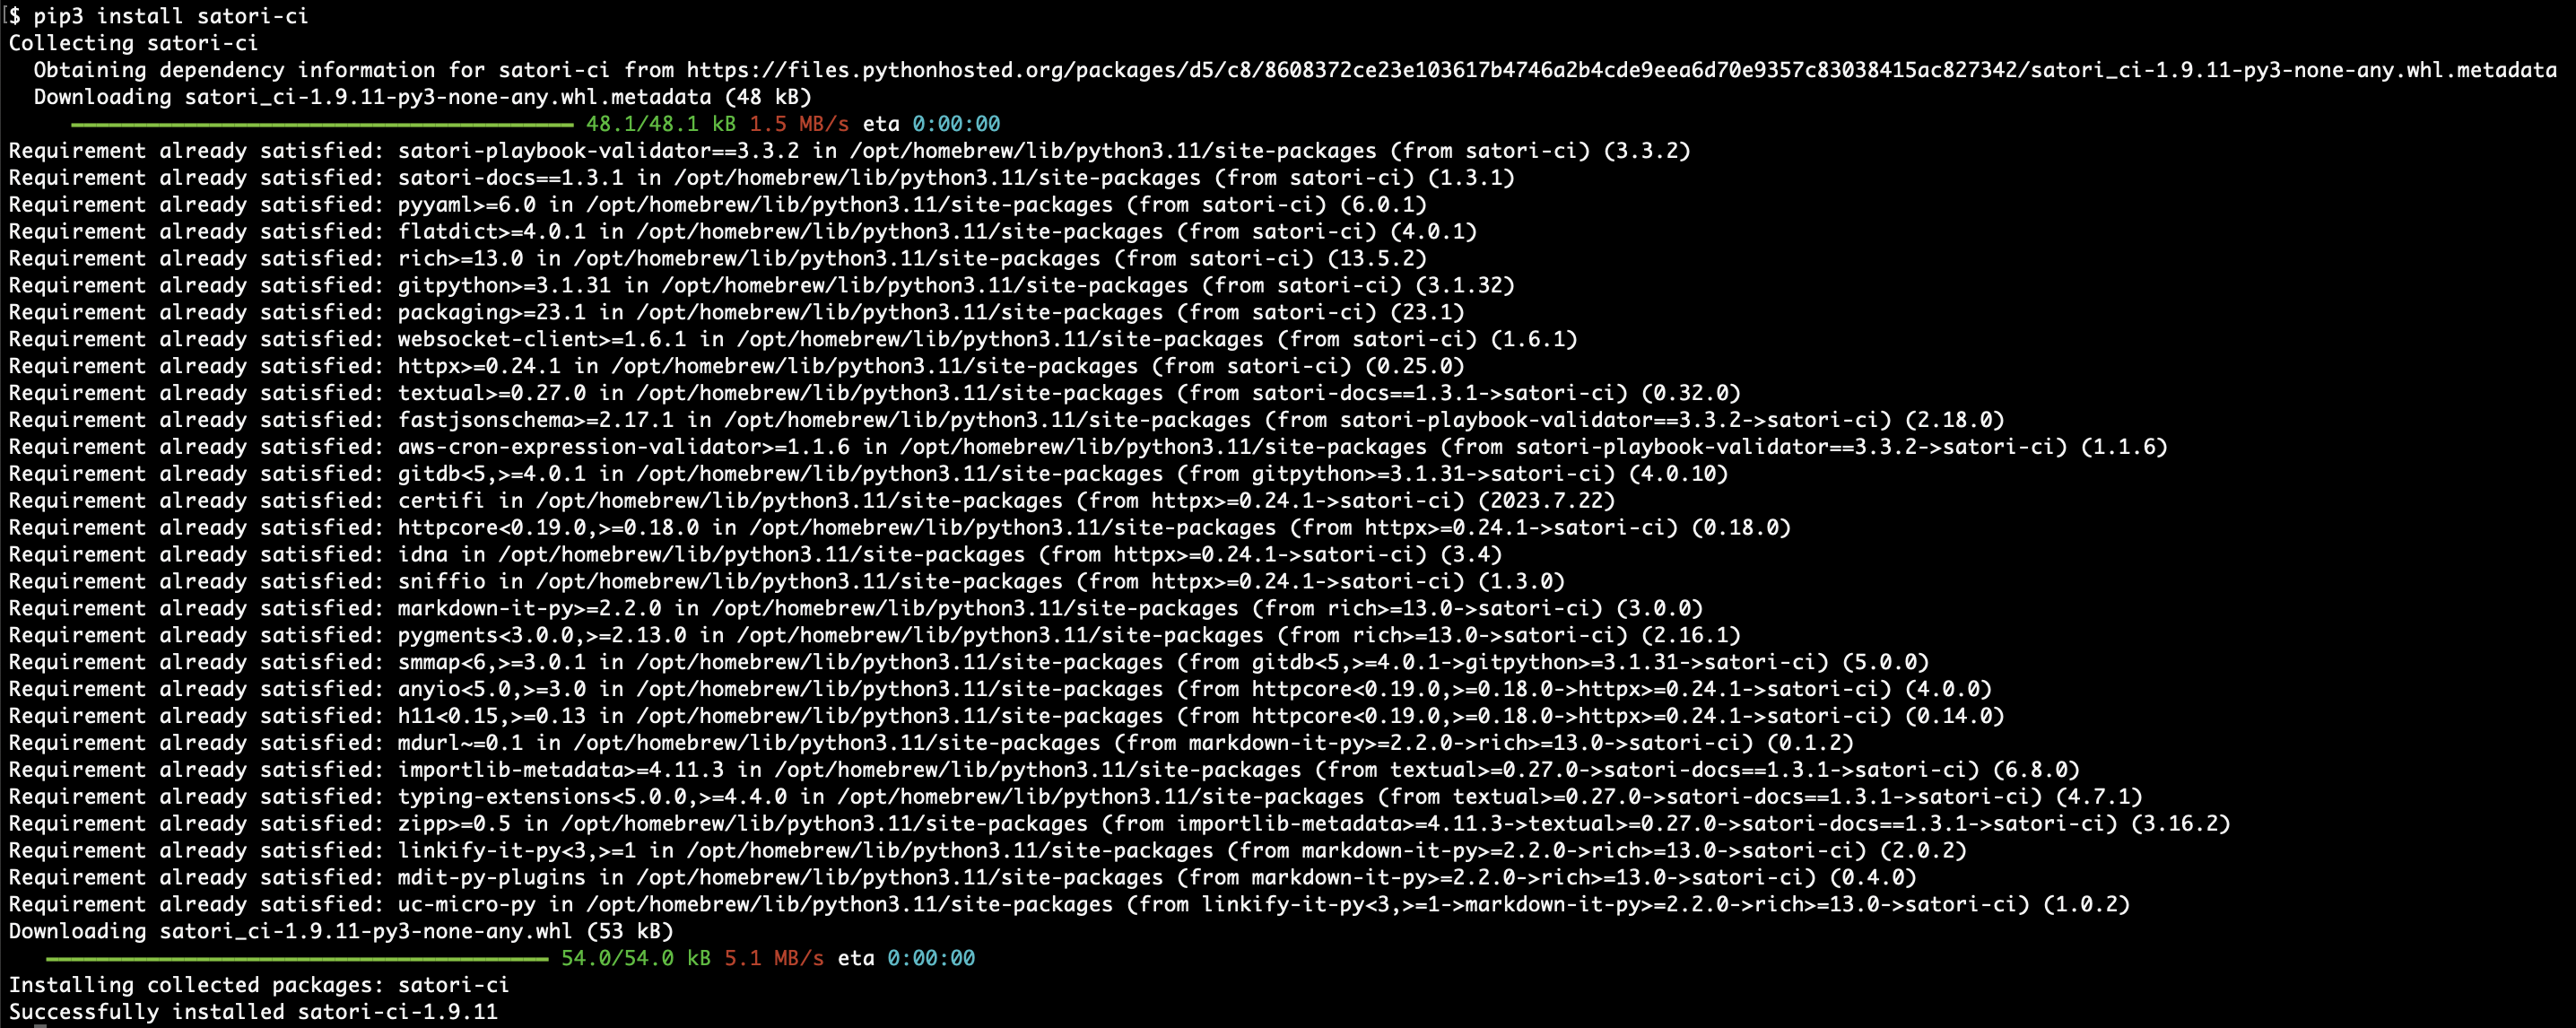 $ pip3 install satori-ci
Collecting satori-ci
  Obtaining dependency information for satori-ci from https://files.pythonhosted.org/packages/d5/c8/8608372ce23e103617b4746a2b4cde9eea6d70e9357c83038415ac827342/satori_ci-1.9.11-py3-none-any.whl.metadata
  Downloading satori_ci-1.9.11-py3-none-any.whl.metadata (48 kB)
48.1/48.1 kB 1.5 MB/s eta 0:00:00
Requirement already satisfied: satori-playbook-validator==3.3.2 in /opt/homebrew/lib/python3.11/site-packages (from satori-ci) (3.3.2)
Requirement already satisfied: satori-docs==1.3.1 in /opt/homebrew/lib/python3.11/site-packages (from satori-ci) (1.3.1)
Requirement already satisfied: pyyaml>=6.0 in /opt/homebrew/lib/python3.11/site-packages (from satori-ci) (6.0.1)
Requirement already satisfied: flatdict>=4.0.1 in /opt/homebrew/lib/python3.11/site-packages (from satori-ci) (4.0.1)
Requirement already satisfied: rich>=13.0 in /opt/homebrew/lib/python3.11/site-packages (from satori-ci) (13.5.2)
Requirement already satisfied: gitpython>=3.1.31 in /opt/homebrew/lib/python3.11/site-packages (from satori-ci) (3.1.32)
Requirement already satisfied: packaging>=23.1 in /opt/homebrew/lib/python3.11/site-packages (from satori-ci) (23.1)
Requirement already satisfied: websocket-client>=1.6.1 in /opt/homebrew/lib/python3.11/site-packages (from satori-ci) (1.6.1)
Requirement already satisfied: httpx>=0.24.1 in /opt/homebrew/lib/python3.11/site-packages (from satori-ci) (0.25.0)
Requirement already satisfied: textual>=0.27.0 in /opt/homebrew/lib/python3.11/site-packages (from satori-docs==1.3.1->satori-ci) (0.32.0)
Requirement already satisfied: fastjsonschema>=2.17.1 in /opt/homebrew/lib/python3.11/site-packages (from satori-playbook-validator==3.3.2->satori-ci) (2.18.0)
Requirement already satisfied: aws-cron-expression-validator>=1.1.6 in /opt/homebrew/lib/python3.11/site-packages (from satori-playbook-validator==3.3.2->satori-ci) (1.1.6)
Requirement already satisfied: gitdb<5,>=4.0.1 in /opt/homebrew/lib/python3.11/site-packages (from gitpython>=3.1.31->satori-ci) (4.0.10)
Requirement already satisfied: certifi in /opt/homebrew/lib/python3.11/site-packages (from httpx>=0.24.1->satori-ci) (2023.7.22)
Requirement already satisfied: httpcore<0.19.0,>=0.18.0 in /opt/homebrew/lib/python3.11/site-packages (from httpx>=0.24.1->satori-ci) (0.18.0)
Requirement already satisfied: idna in /opt/homebrew/lib/python3.11/site-packages (from httpx>=0.24.1->satori-ci) (3.4)
Requirement already satisfied: sniffio in /opt/homebrew/lib/python3.11/site-packages (from httpx>=0.24.1->satori-ci) (1.3.0)
Requirement already satisfied: markdown-it-py>=2.2.0 in /opt/homebrew/lib/python3.11/site-packages (from rich>=13.0->satori-ci) (3.0.0)
Requirement already satisfied: pygments<3.0.0,>=2.13.0 in /opt/homebrew/lib/python3.11/site-packages (from rich>=13.0->satori-ci) (2.16.1)
Requirement already satisfied: smmap<6,>=3.0.1 in /opt/homebrew/lib/python3.11/site-packages (from gitdb<5,>=4.0.1->gitpython>=3.1.31->satori-ci) (5.0.0)
Requirement already satisfied: anyio<5.0,>=3.0 in /opt/homebrew/lib/python3.11/site-packages (from httpcore<0.19.0,>=0.18.0->httpx>=0.24.1->satori-ci) (4.0.0)
Requirement already satisfied: h11<0.15,>=0.13 in /opt/homebrew/lib/python3.11/site-packages (from httpcore<0.19.0,>=0.18.0->httpx>=0.24.1->satori-ci) (0.14.0)
Requirement already satisfied: mdurl~=0.1 in /opt/homebrew/lib/python3.11/site-packages (from markdown-it-py>=2.2.0->rich>=13.0->satori-ci) (0.1.2)
Requirement already satisfied: importlib-metadata>=4.11.3 in /opt/homebrew/lib/python3.11/site-packages (from textual>=0.27.0->satori-docs==1.3.1->satori-ci) (6.8.0)
Requirement already satisfied: typing-extensions<5.0.0,>=4.4.0 in /opt/homebrew/lib/python3.11/site-packages (from textual>=0.27.0->satori-docs==1.3.1->satori-ci) (4.7.1)
Requirement already satisfied: zipp>=0.5 in /opt/homebrew/lib/python3.11/site-packages (from importlib-metadata>=4.11.3->textual>=0.27.0->satori-docs==1.3.1->satori-ci) (3.16.2)
Requirement already satisfied: linkify-it-py<3,>=1 in /opt/homebrew/lib/python3.11/site-packages (from markdown-it-py>=2.2.0->rich>=13.0->satori-ci) (2.0.2)
Requirement already satisfied: mdit-py-plugins in /opt/homebrew/lib/python3.11/site-packages (from markdown-it-py>=2.2.0->rich>=13.0->satori-ci) (0.4.0)
Requirement already satisfied: uc-micro-py in /opt/homebrew/lib/python3.11/site-packages (from linkify-it-py<3,>=1->markdown-it-py>=2.2.0->rich>=13.0->satori-ci) (1.0.2)
Downloading satori_ci-1.9.11-py3-none-any.whl (53 kB)
54.0/54.0 kB 5.1 MB/s eta 0:00:00
Installing collected packages: satori-ci
Successfully installed satori-ci-1.9.11